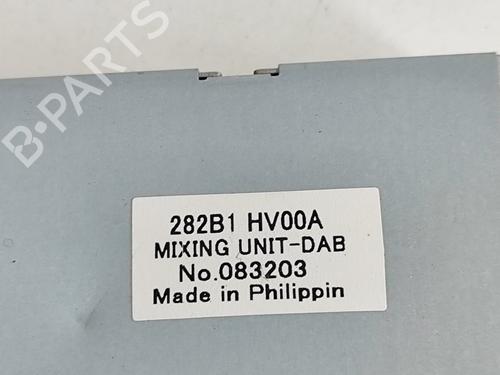 B-PARTS
282B1 HV00A
MIXING UNIT-DAB
No.083203
Made in Philippin